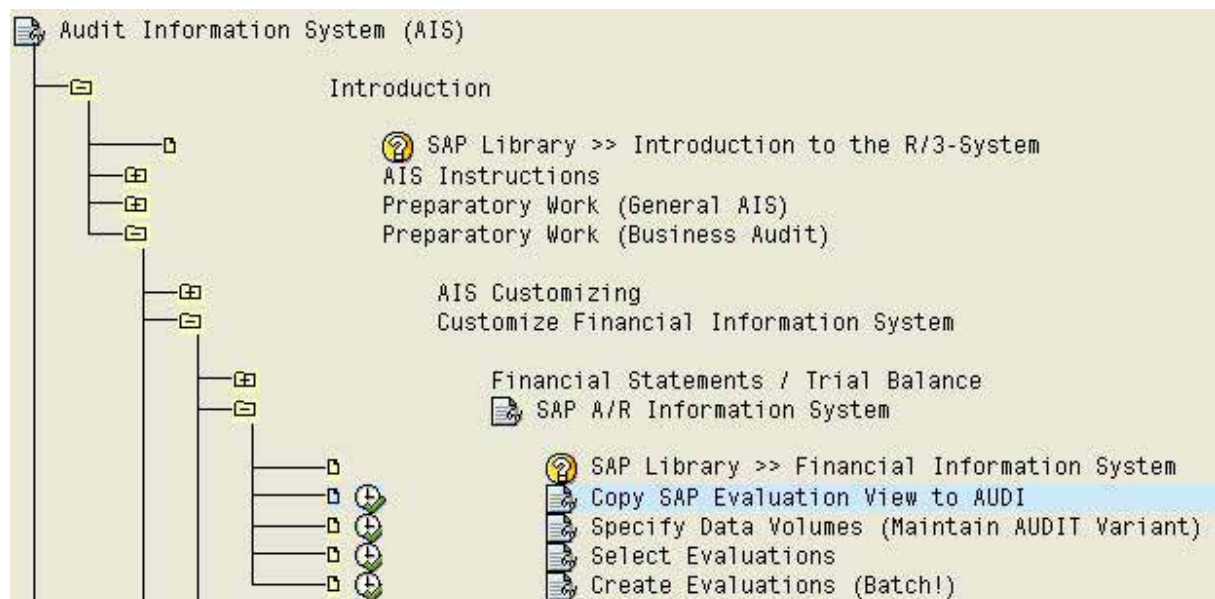 Audit Information System (AIS)
Introduction
SAP Library >> Introduction to the R/3-System
AIS Instructions
Preparatory Work (General AIS)
Preparatory Work (Business Audit)
AIS Customizing
Customize Financial Information System
Financial Statements / Trial Balance
SAP A/R Information System
SAP Library >> Financial Information System
Copy SAP Evaluation View to AUDI
Specify Data Volumes (Maintain AUDIT Variant)
Select Evaluations
Create Evaluations (Batch!)